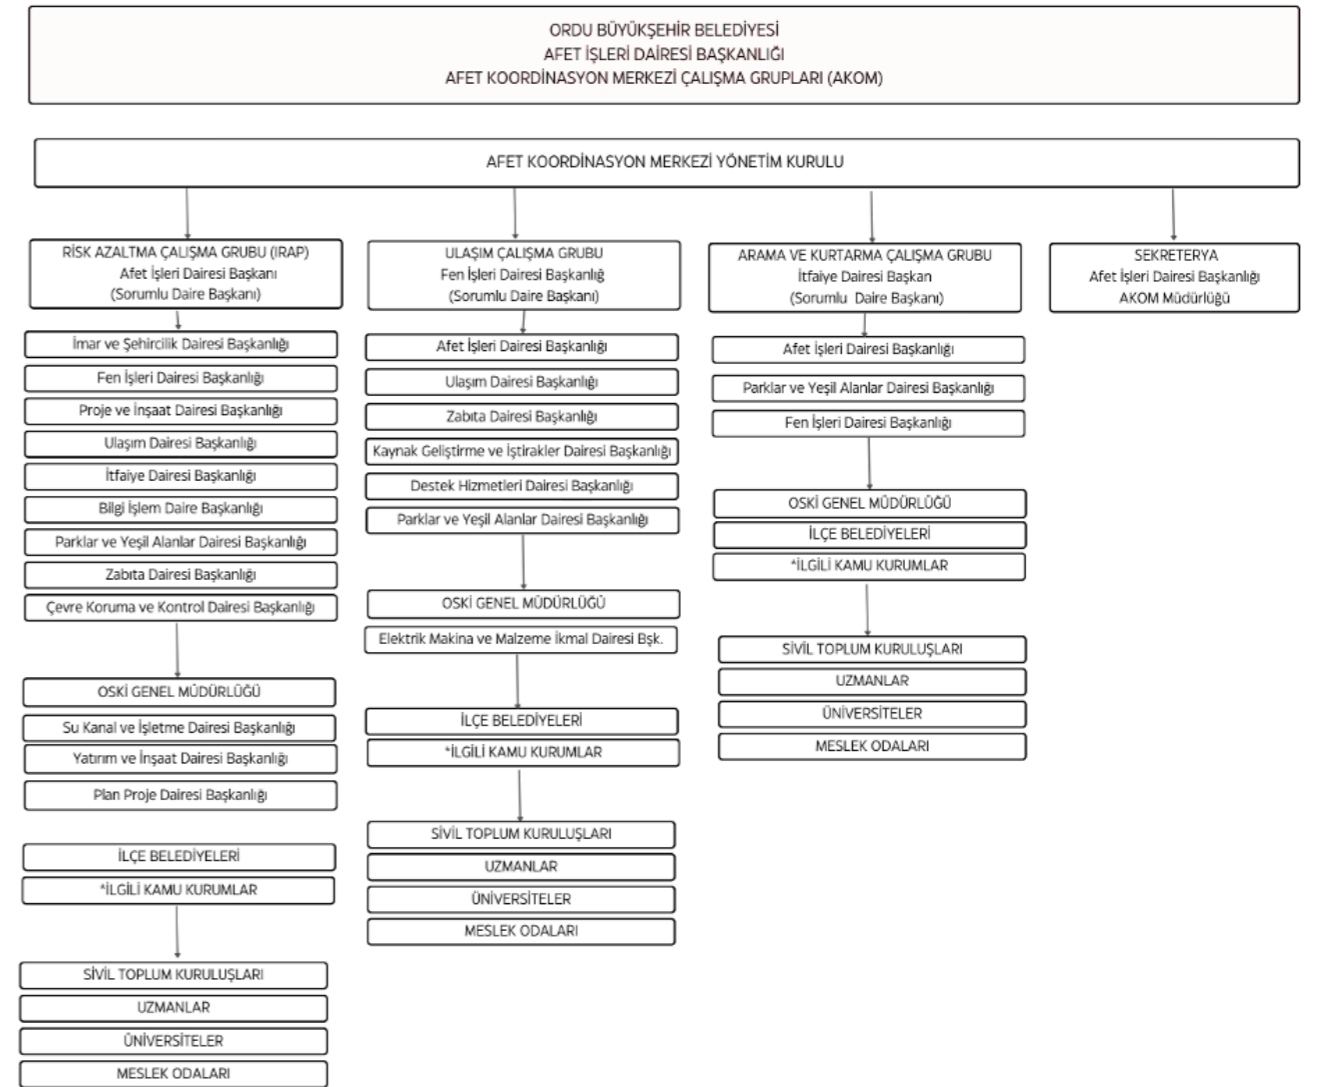 ORDU BÜYÜKŞEHİR BELEDİYESİ
AFET İŞLERİ DAİRESİ BAŞKANLIĞI
AFET KOORDİNASYON MERKEZİ ÇALIŞMA GRUPLARI (AKOM)
AFET KOORDİNASYON MERKEZİ YÖNETİM KURULU
RİSK AZALTMA ÇALIŞMA GRUBU (IRAP)
Afet İşleri Dairesi Başkanı
(Sorumlu Daire Başkanı)
İmar ve Şehircilik Dairesi Başkanlığı
Fen İşleri Dairesi Başkanlığı
Proje ve İnşaat Dairesi Başkanlığı
Ulaşım Dairesi Başkanlığı
İtfaiye Dairesi Başkanlığı
Bilgi İşlem Daire Başkanlığı
Parklar ve Yeşil Alanlar Dairesi Başkanlığı
Zabıta Dairesi Başkanlığı
Çevre Koruma ve Kontrol Dairesi Başkanlığı
OSKİ GENEL MÜDÜRLÜĞÜ
Su Kanal ve İşletme Dairesi Başkanlığı
Yatırım ve İnşaat Dairesi Başkanlığı
Plan Proje Dairesi Başkanlığı
İLÇE BELEDİYELERİ
*İLGİLİ KAMU KURUMLAR
SİVİL TOPLUM KURULUŞLARI
UZMANLAR
ÜNİVERSİTELER
MESLEK ODALARI
ULAŞIM ÇALIŞMA GRUBU
Fen İşleri Dairesi Başkanlığ
(Sorumlu Daire Başkanı)
Afet İşleri Dairesi Başkanlığı
Ulaşım Dairesi Başkanlığı
Zabıta Dairesi Başkanlığı
Kaynak Geliştirme ve İştirakler Dairesi Başkanlığı
Destek Hizmetleri Dairesi Başkanlığı
Parklar ve Yeşil Alanlar Dairesi Başkanlığı
OSKİ GENEL MÜDÜRLÜĞÜ
Elektrik Makina ve Malzeme İkmal Dairesi Bşk.
İLÇE BELEDİYELERİ
*İLGİLİ KAMU KURUMLAR
SİVİL TOPLUM KURULUŞLARI
UZMANLAR
ÜNİVERSİTELER
MESLEK ODALARI
ARAMA VE KURTARMA ÇALIŞMA GRUBU
İtfaiye Dairesi Başkan
(Sorumlu Daire Başkanı)
Afet İşleri Dairesi Başkanlığı
Parklar ve Yeşil Alanlar Dairesi Başkanlığı
Fen İşleri Dairesi Başkanlığı
OSKİ GENEL MÜDÜRLÜĞÜ
İLÇE BELEDİYELERİ
*İLGİLİ KAMU KURUMLAR
SİVİL TOPLUM KURULUŞLARI
UZMANLAR
ÜNİVERSİTELER
MESLEK ODALARI
SEKRETERYA
Afet İşleri Dairesi Başkanlığı
AKOM Müdürlüğü